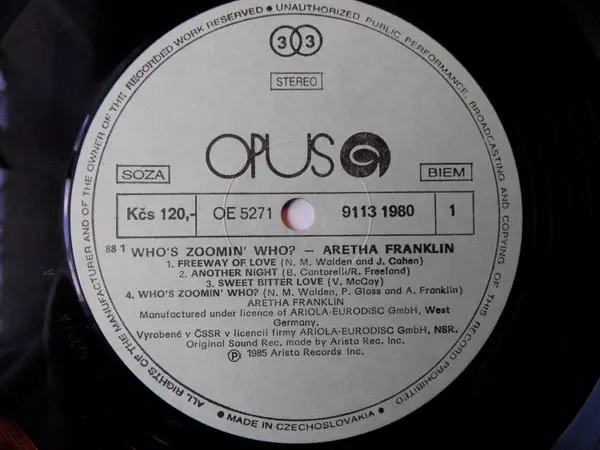 ALL RIGHTS OF THE MANUFACTURER AND OF THE OWNER OF THE RECORDED WORK RESERVED • UNAUTHORIZED PUBLIC PERFORMANCE, BROADCASTING AND COPYING OF THIS RECORD PROHIBITED
33
STEREO
OPUS
SOZA
BIEM
Kčs 120,- OE 5271 9113 1980 1
88 1 WHO'S ZOOMIN' WHO? — ARETHA FRANKLIN
1. FREEWAY OF LOVE (N. M. Walden and J. Cohen)
2. ANOTHER NIGHT (B. Cantorelli/R. Freeland)
3. SWEET BITTER LOVE (V. McCoy)
4. WHO'S ZOOMIN' WHO? (N. M. Walden, P. Glass and A. Franklin)
ARETHA FRANKLIN
Manufactured under licence of ARIOLA-EURODISC GmbH, West
Germany.
Vyrobené v ČSSR v licencii firmy ARIOLA-EURODISC GmbH, NSR.
Original Sound Rec. made by Arista Rec. Inc.
Ⓟ 1985 Arista Records Inc.
• MADE IN CZECHOSLOVAKIA •